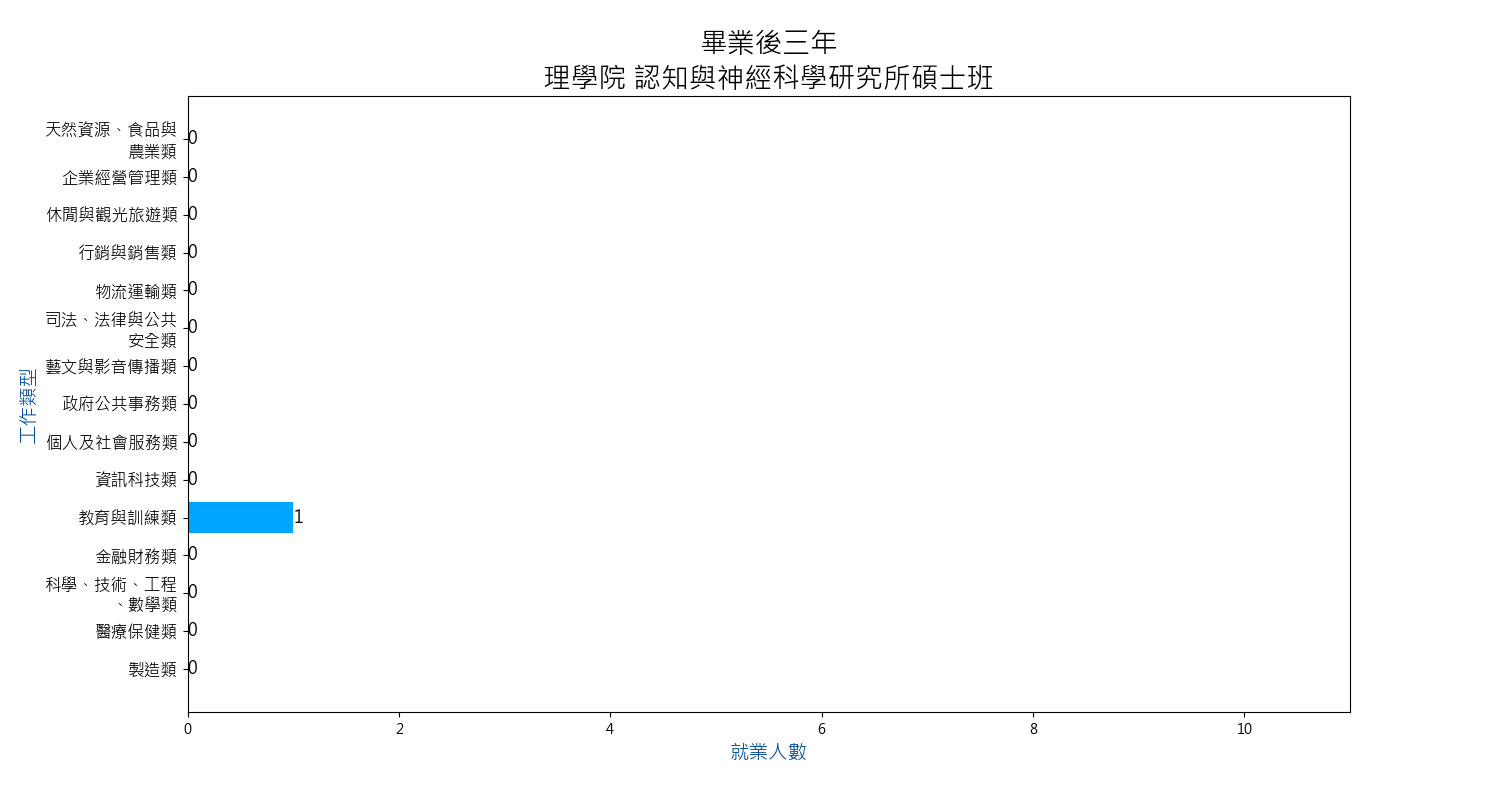 畢業後三年
理學院 認知與神經科學研究所碩士班
工作類型
天然資源、食品與
農業類
0
企業經營管理類
0
休閒與觀光旅遊類
0
行銷與銷售類
0
物流運輸類
0
司法、法律與公共
安全類
0
藝文與影音傳播類
0
政府公共事務類
0
個人及社會服務類
0
資訊科技類
0
教育與訓練類
1
金融財務類
0
科學、技術、工程
、數學類
0
醫療保健類
0
製造類
0
0 2 4 6 8 10
就業人數